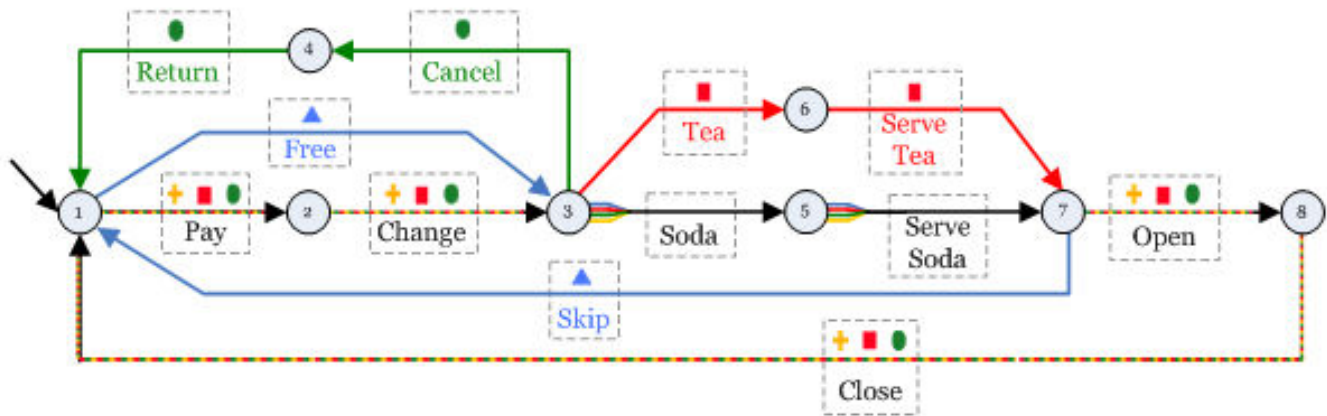 4
Return
Cancel
6
Free
Tea
Serve
Tea
1
2
3
5
7
8
Pay
Change
Soda
Serve
Soda
Open
Skip
Close